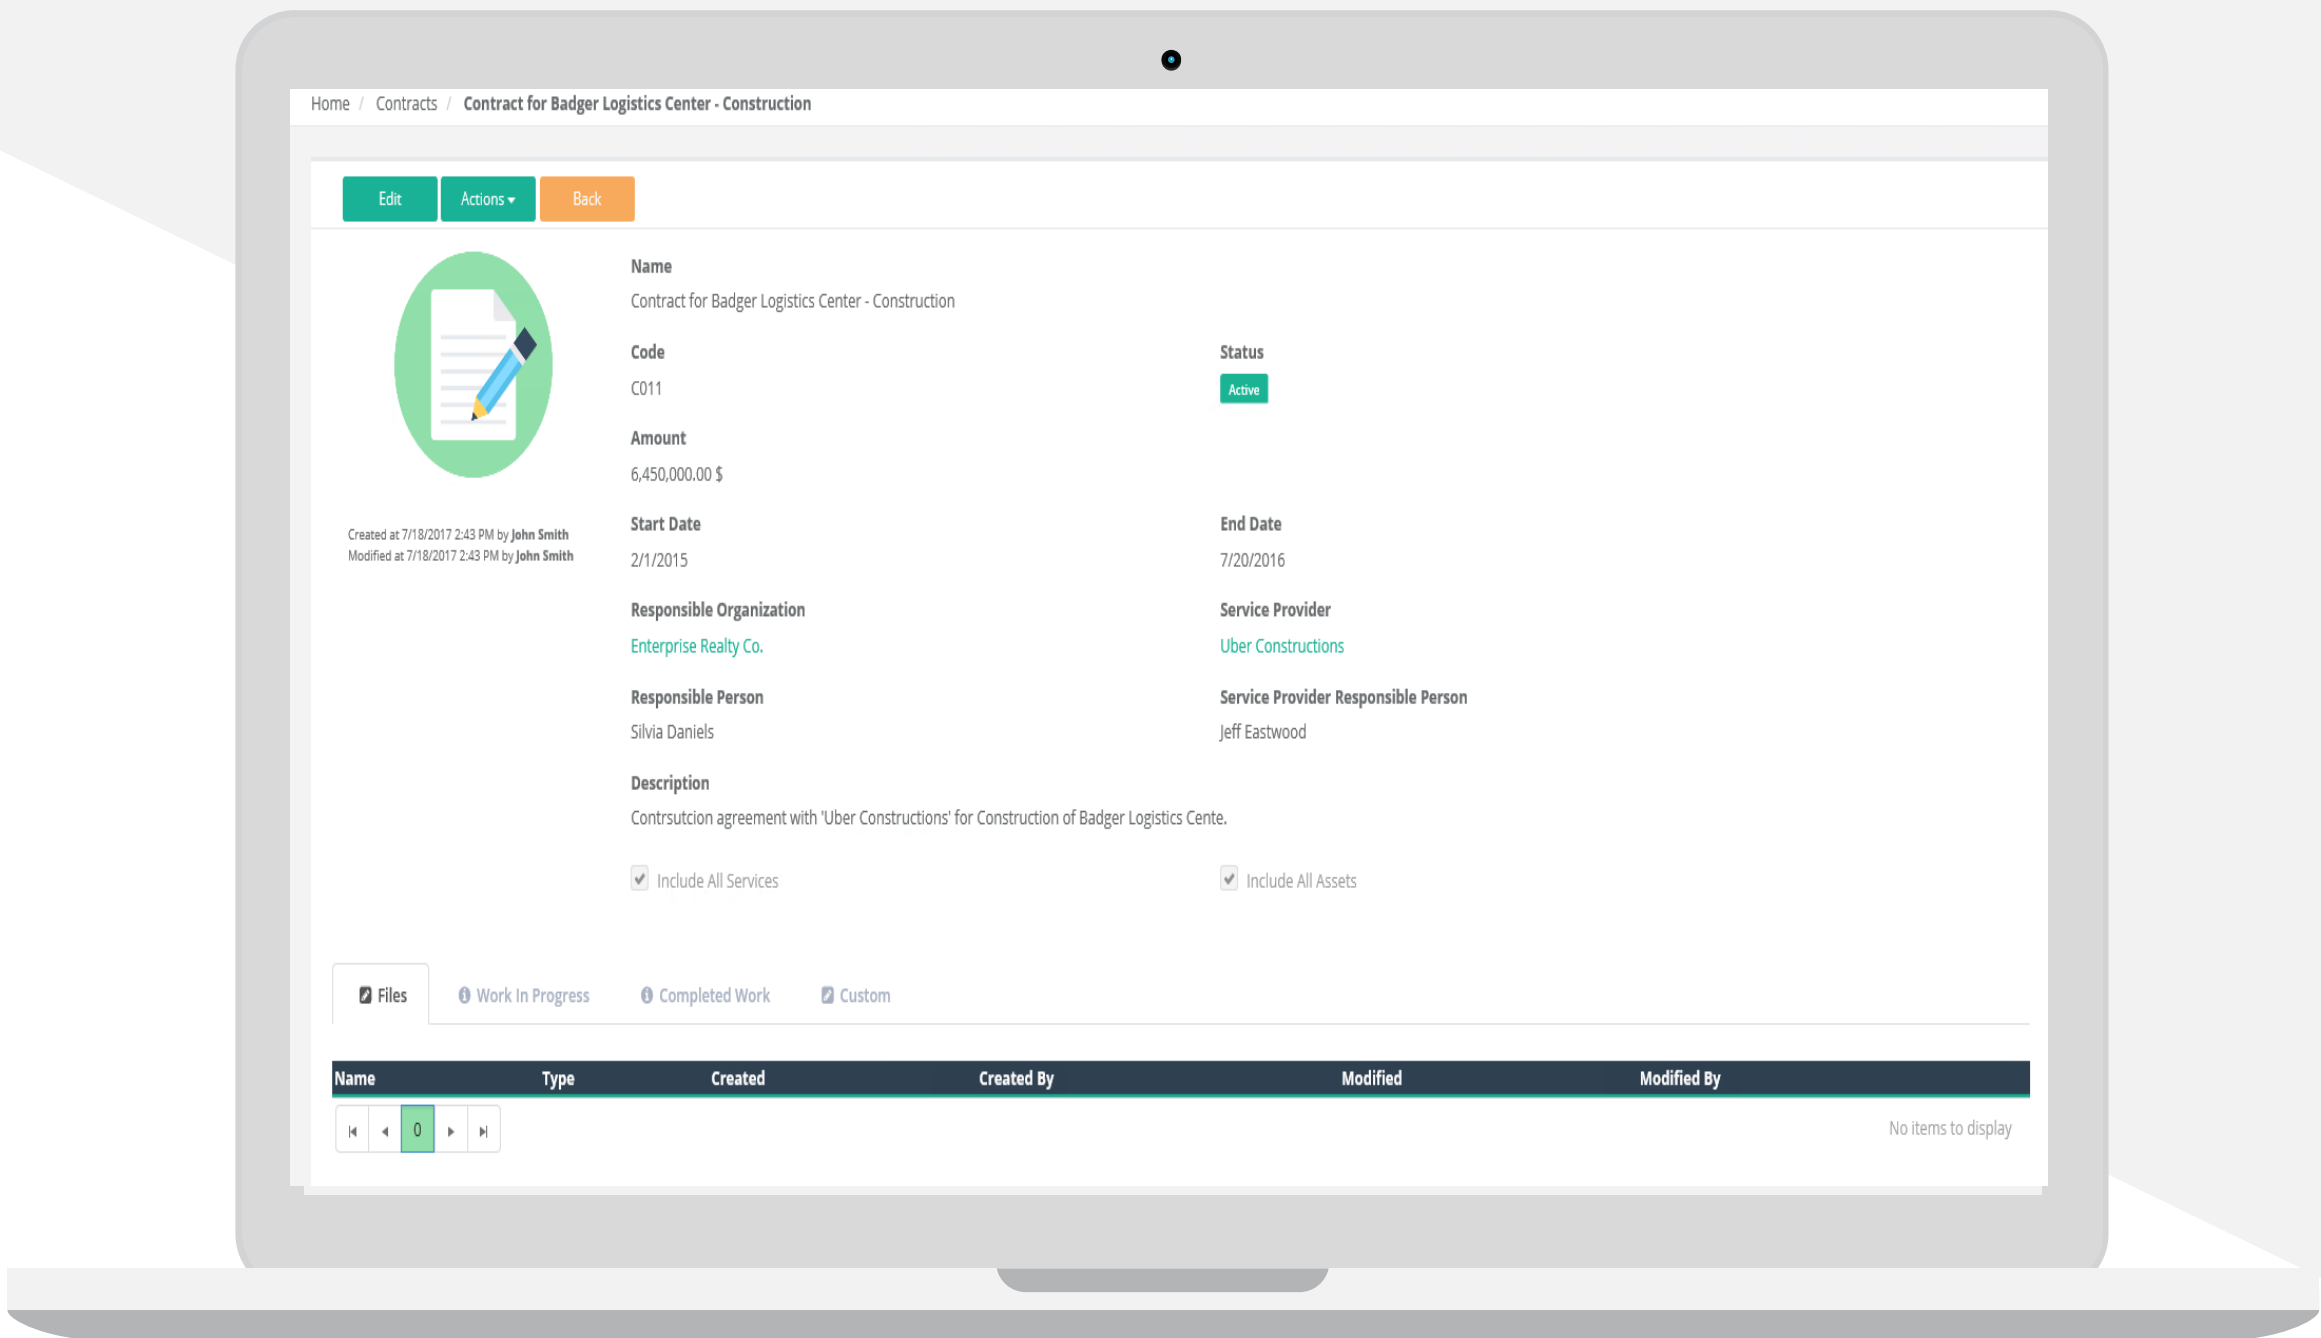 Home / Contracts / Contract for Badger Logistics Center - Construction
Edit Actions Back
Name
Contract for Badger Logistics Center - Construction
Code Status
C011 Active
Amount
6,450,000.00 $
Created at 7/18/2017 2:43 PM by John Smith
Modified at 7/18/2017 2:43 PM by John Smith
Start Date End Date
2/1/2015 7/20/2016
Responsible Organization Service Provider
Enterprise Realty Co. Uber Constructions
Responsible Person Service Provider Responsible Person
Silvia Daniels Jeff Eastwood
Description
Contrsutcion agreement with 'Uber Constructions' for Construction of Badger Logistics Cente.
Include All Services Include All Assets
Files Work In Progress Completed Work Custom
Name Type Created Created By Modified Modified By
0 No items to display